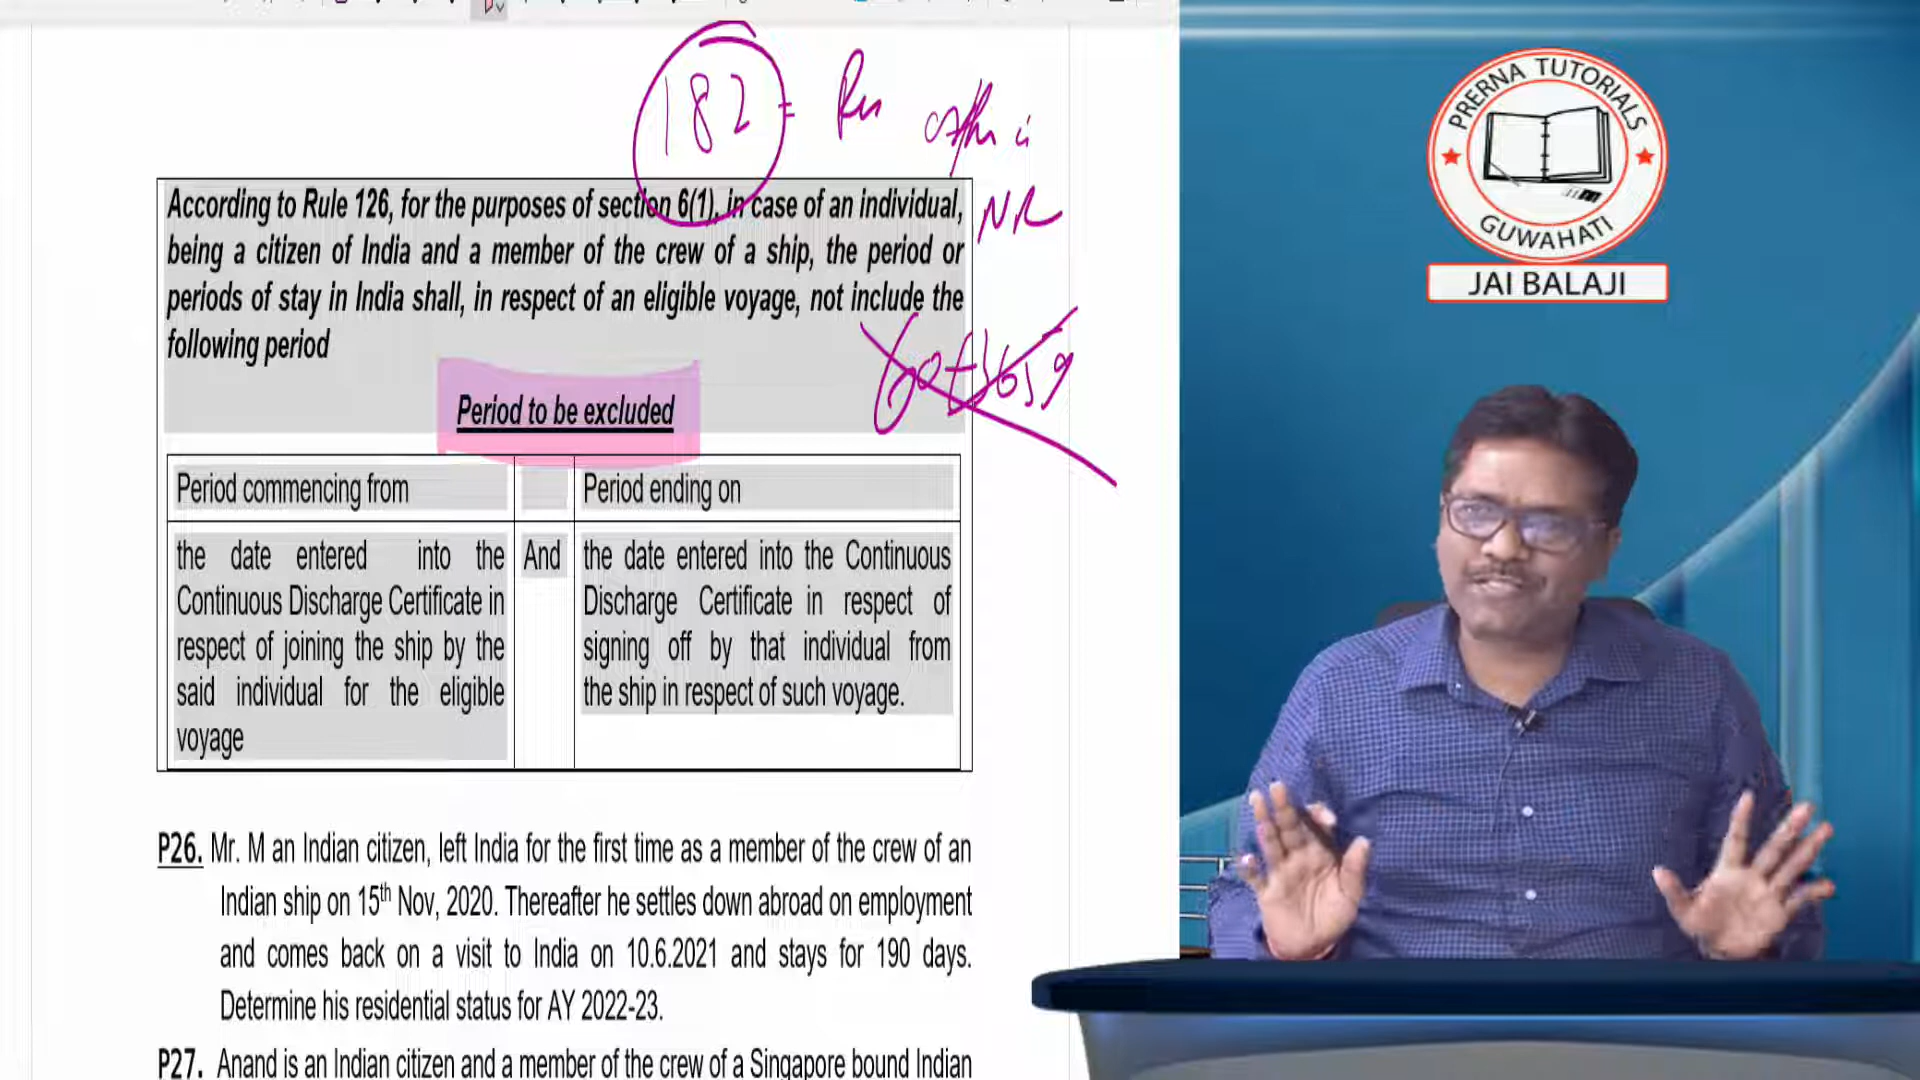 182 = Res
NR
According to Rule 126, for the purposes of section 6(1), in case of an individual,
being a citizen of India and a member of the crew of a ship, the period or
periods of stay in India shall, in respect of an eligible voyage, not include the
following period
Period to be excluded
Period commencing from
Period ending on
the date entered into the
Continuous Discharge Certificate in
respect of joining the ship by the
said individual for the eligible
voyage
And
the date entered into the Continuous
Discharge Certificate in respect of
signing off by that individual from
the ship in respect of such voyage.
P26. Mr. M an Indian citizen, left India for the first time as a member of the crew of an
Indian ship on 15th Nov, 2020. Thereafter he settles down abroad on employment
and comes back on a visit to India on 10.6.2021 and stays for 190 days.
Determine his residential status for AY 2022-23.
P27. Anand is an Indian citizen and a member of the crew of a Singapore bound Indian
PRERNA TUTORIALS
GUWAHATI
JAI BALAJI